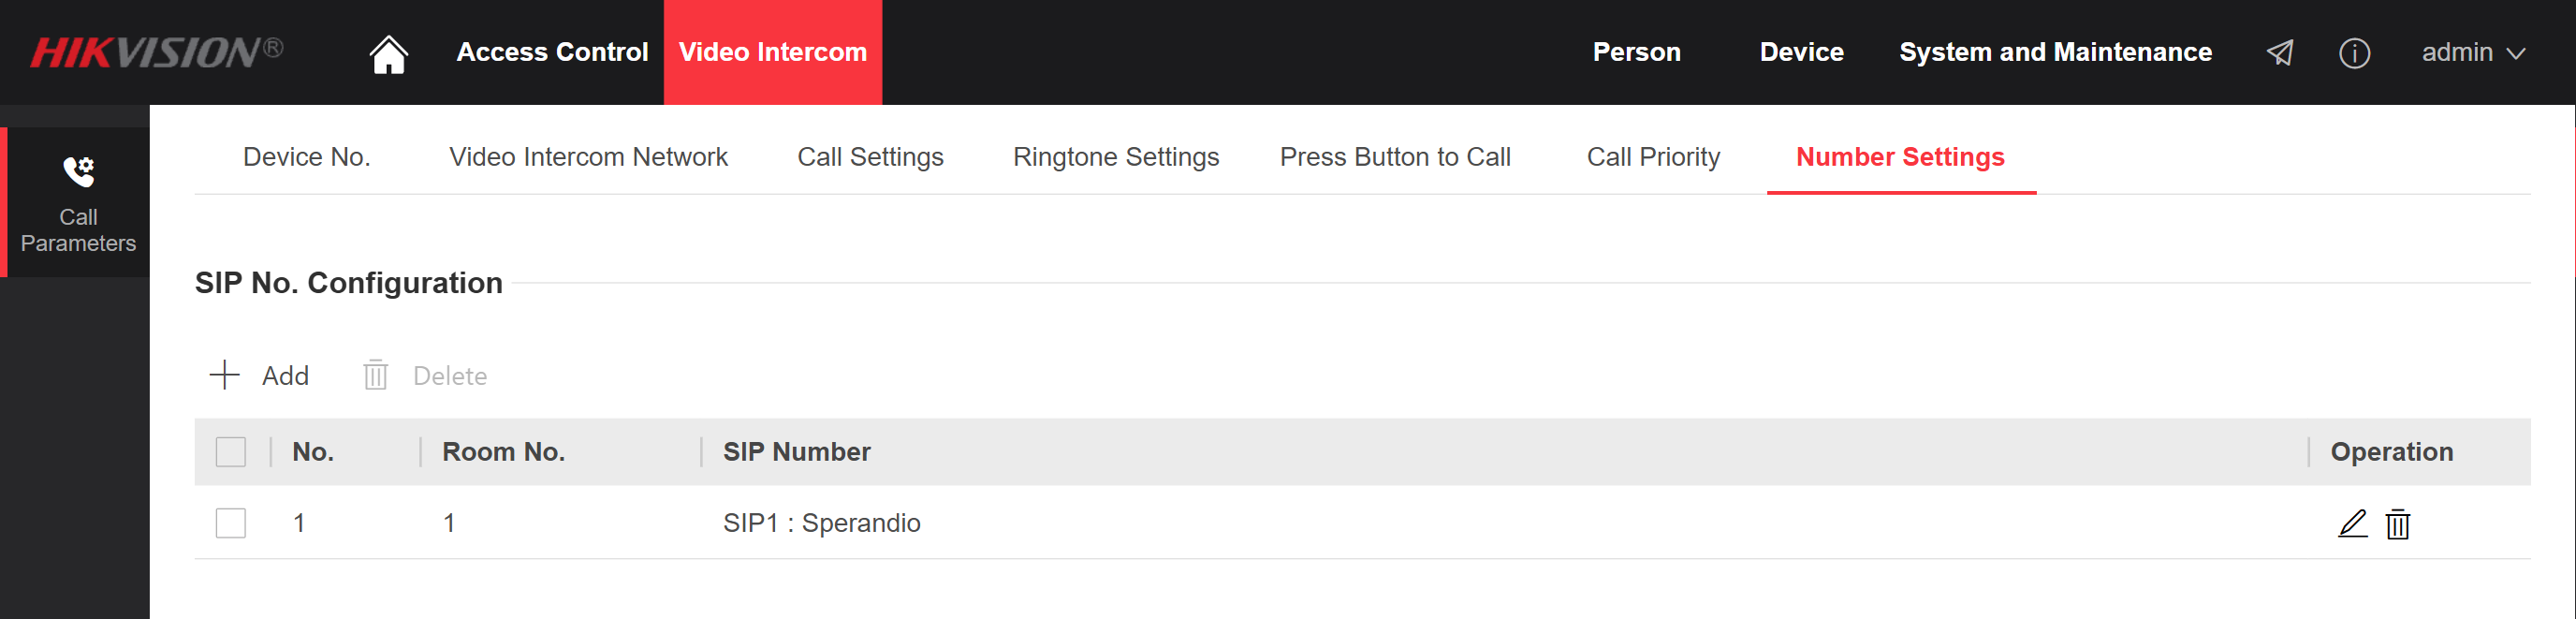 HIKVISION®
Access Control
Video Intercom
Person
Device
System and Maintenance
admin
Call
Parameters
Device No.
Video Intercom Network
Call Settings
Ringtone Settings
Press Button to Call
Call Priority
Number Settings
SIP No. Configuration
Add
Delete
No.
Room No.
SIP Number
Operation
1
1
SIP1 : Sperandio